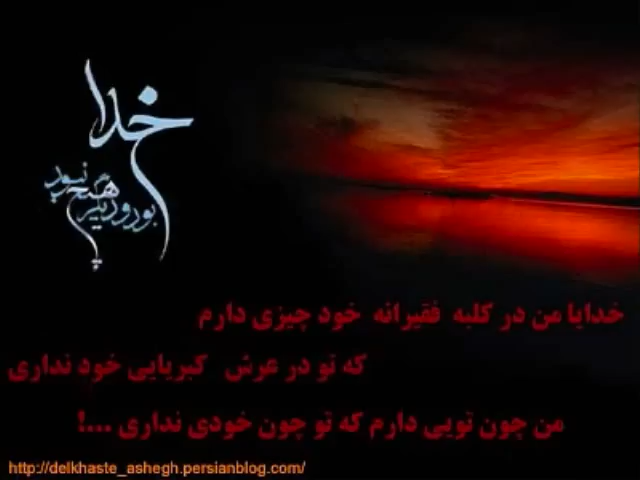 خدا
بود و دیگر هیچ نبود
خدایا من در کلبه فقیرانه خود چیزی دارم
که تو در عرش کبریایی خود نداری
من چون تویی دارم که تو چون خودی نداری ...!
http://delkhaste_ashegh.persianblog.com/